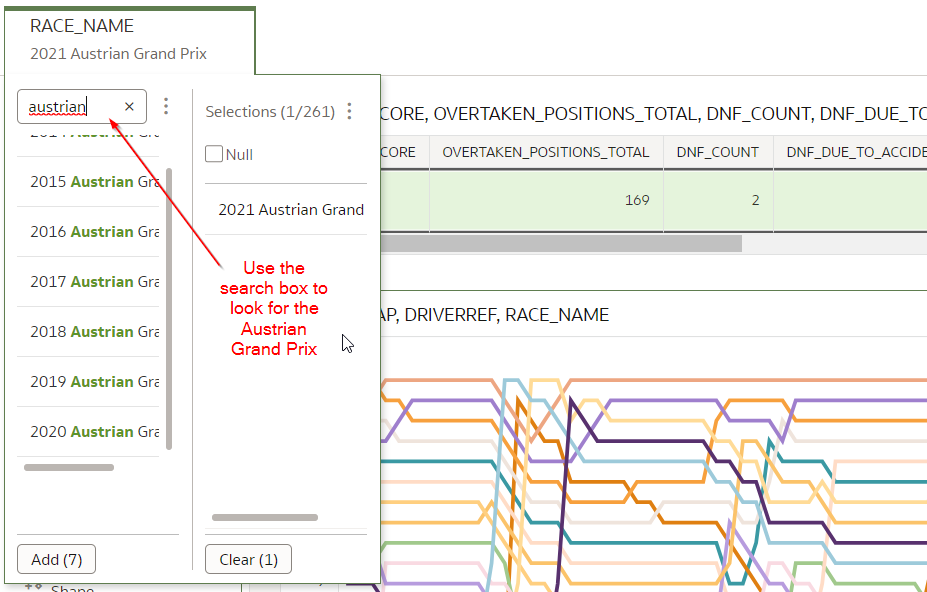 RACE_NAME
2021 Austrian Grand Prix
austrian
Selections (1/261)
Null
2015 Austrian Gra
2016 Austrian Gra
2017 Austrian Gra
2018 Austrian Gra
2019 Austrian Gra
2020 Austrian Gra
2021 Austrian Grand
Use the
search box to
look for the
Austrian
Grand Prix
Add (7)
Clear (1)
CORE, OVERTAKEN_POSITIONS_TOTAL, DNF_COUNT, DNF_DUE_TO
CORE OVERTAKEN_POSITIONS_TOTAL DNF_COUNT DNF_DUE_TO_ACCIDE
169 2
AP, DRIVERREF, RACE_NAME
Shape